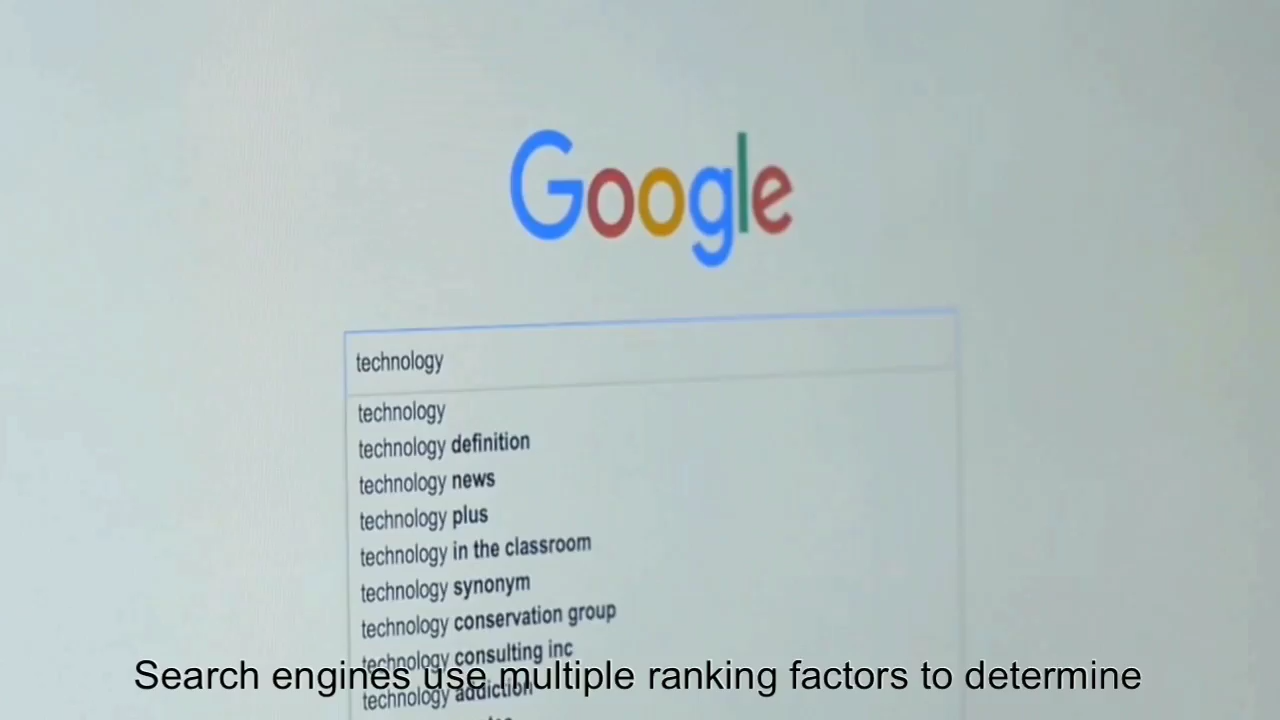 Google
technology
technology
technology definition
technology news
technology plus
technology in the classroom
technology synonym
technology conservation group
technology consulting inc
technology addiction
Search engines use multiple ranking factors to determine